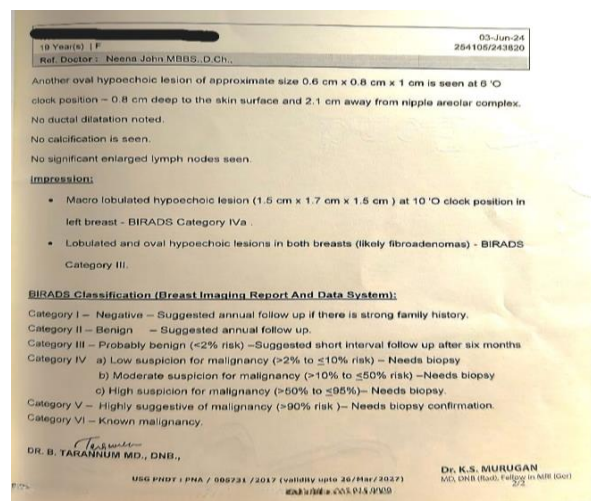 03-Jun-24
19 Year(s) | F
254105/243820
Ref. Doctor : Neena John MBBS.,D.Ch.,
Another oval hypoechoic lesion of approximate size 0.6 cm x 0.8 cm x 1 cm is seen at 6 'O
clock position – 0.8 cm deep to the skin surface and 2.1 cm away from nipple areolar complex.
No ductal dilatation noted.
No calcification is seen.
No significant enlarged lymph nodes seen.
Impression:
• Macro lobulated hypoechoic lesion (1.5 cm x 1.7 cm x 1.5 cm ) at 10 'O clock position in
left breast - BIRADS Category IVa .
• Lobulated and oval hypoechoic lesions in both breasts (likely fibroadenomas) - BIRADS
Category III.
BIRADS Classification (Breast Imaging Report And Data System):
Category I – Negative – Suggested annual follow up if there is strong family history.
Category II – Benign – Suggested annual follow up.
Category III – Probably benign (<2% risk) –Suggested short interval follow up after six months
Category IV a) Low suspicion for malignancy (>2% to ≤10% risk) – Needs biopsy
b) Moderate suspicion for malignancy (>10% to ≤50% risk) –Needs biopsy
c) High suspicion for malignancy (>50% to ≤95%)– Needs biopsy.
Category V – Highly suggestive of malignancy (>90% risk )– Needs biopsy confirmation.
Category VI – Known malignancy.
DR. B. TARANNUM MD., DNB.,
Dr. K.S. MURUGAN
MD, DNB (Rad), Fellow in MRI (Ger)
USG PNDT : PNA / 005731 /2017 (validity upto 26/Mar/2027)
2/2